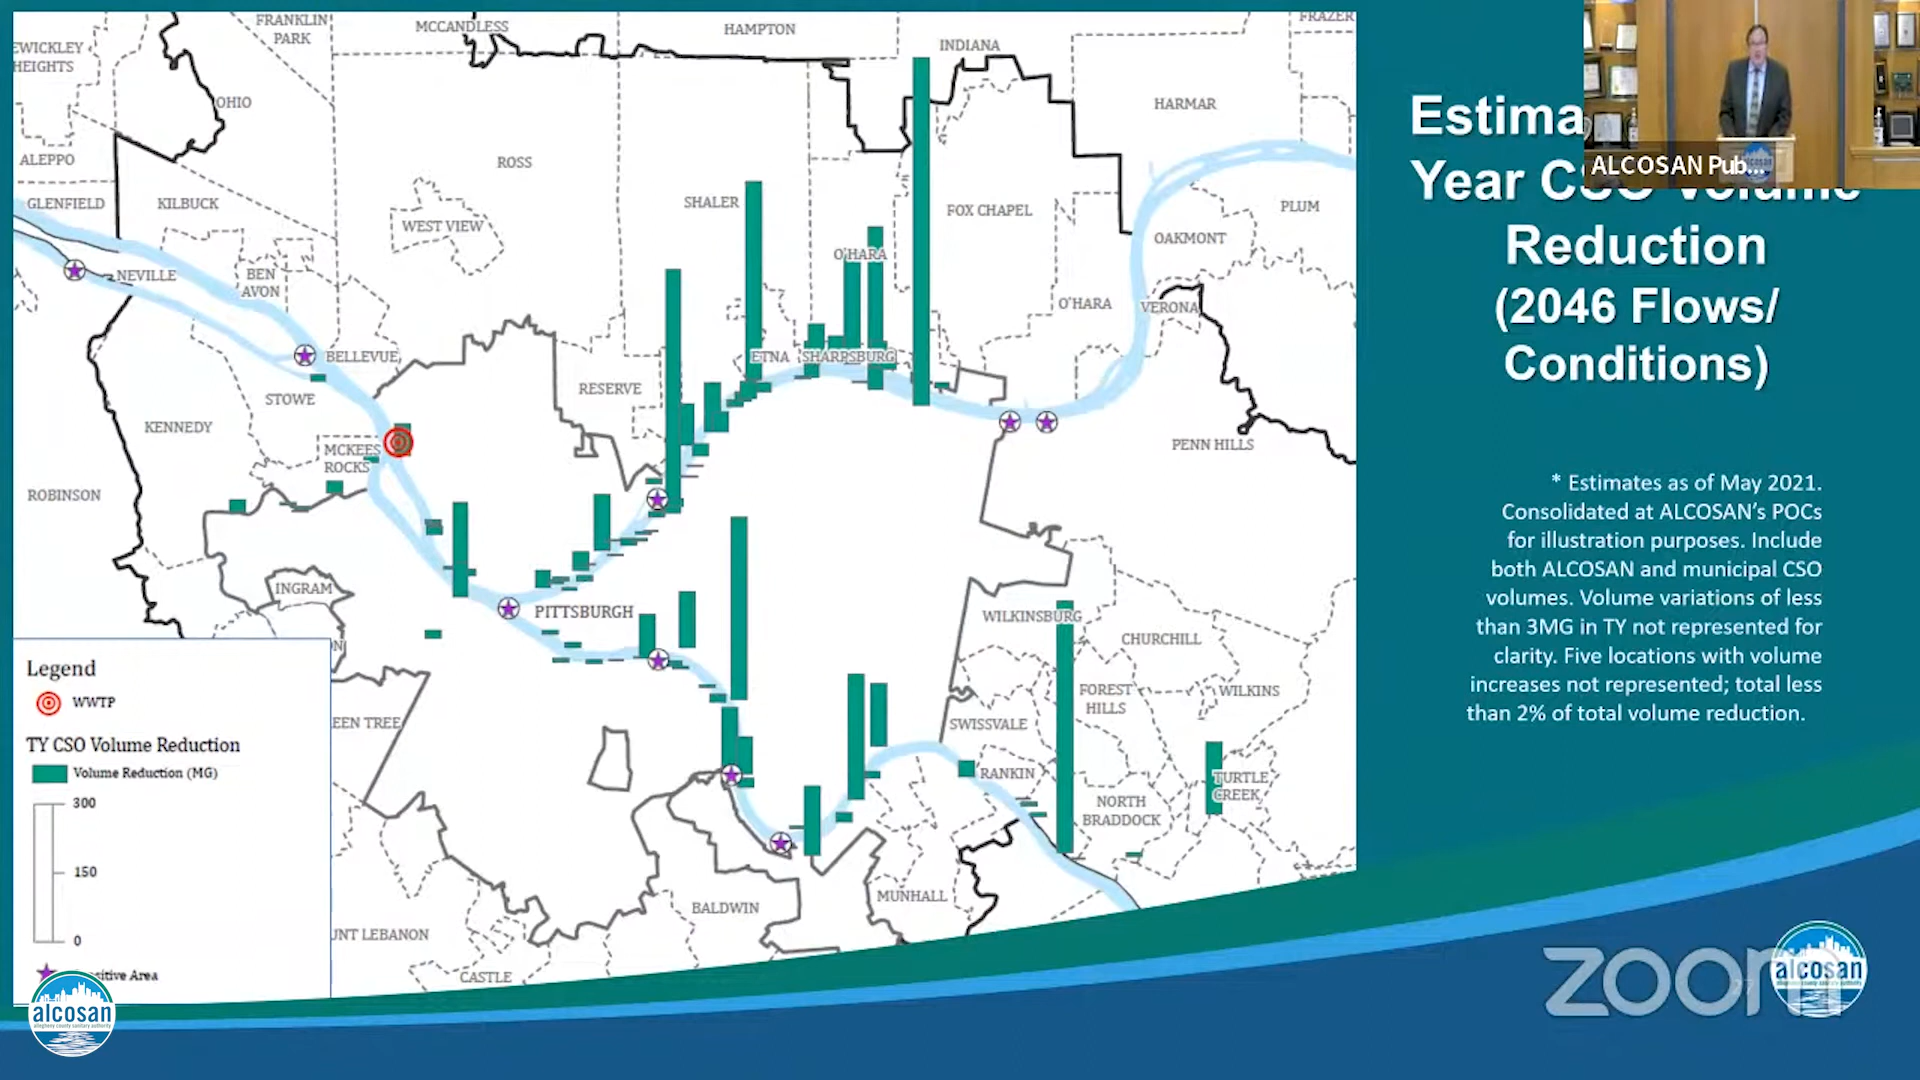 FRANKLIN
PARK
MCCANDLESS
HAMPTON
INDIANA
FRAZER
EWICKLEY
HEIGHTS
OHIO
HARMAR
ALEPPO
ROSS
GLENFIELD
KILBUCK
WEST VIEW
SHALER
FOX CHAPEL
PLUM
OAKMONT
O'HARA
NEVILLE
BEN
AVON
O'HARA
VERONA
BELLEVUE
ETNA
SHARPSBURG
STOWE
RESERVE
KENNEDY
MCKEES
ROCKS
PENN HILLS
ROBINSON
INGRAM
PITTSBURGH
WILKINSBURG
CHURCHILL
FOREST
HILLS
WILKINS
EEN TREE
SWISSVALE
RANKIN
TURTLE
CREEK
NORTH
BRADDOCK
MUNHALL
BALDWIN
UNT LEBANON
CASTLE
Legend
WWTP
TY CSO Volume Reduction
Volume Reduction (MG)
300
150
0
sitive Area
alcosan
allegheny county sanitary authority
Estima
Year CSO Volume
Reduction
(2046 Flows/
Conditions)
ALCOSAN Pub...
* Estimates as of May 2021.
Consolidated at ALCOSAN's POCs
for illustration purposes. Include
both ALCOSAN and municipal CSO
volumes. Volume variations of less
than 3MG in TY not represented for
clarity. Five locations with volume
increases not represented; total less
than 2% of total volume reduction.
zoom
alcosan